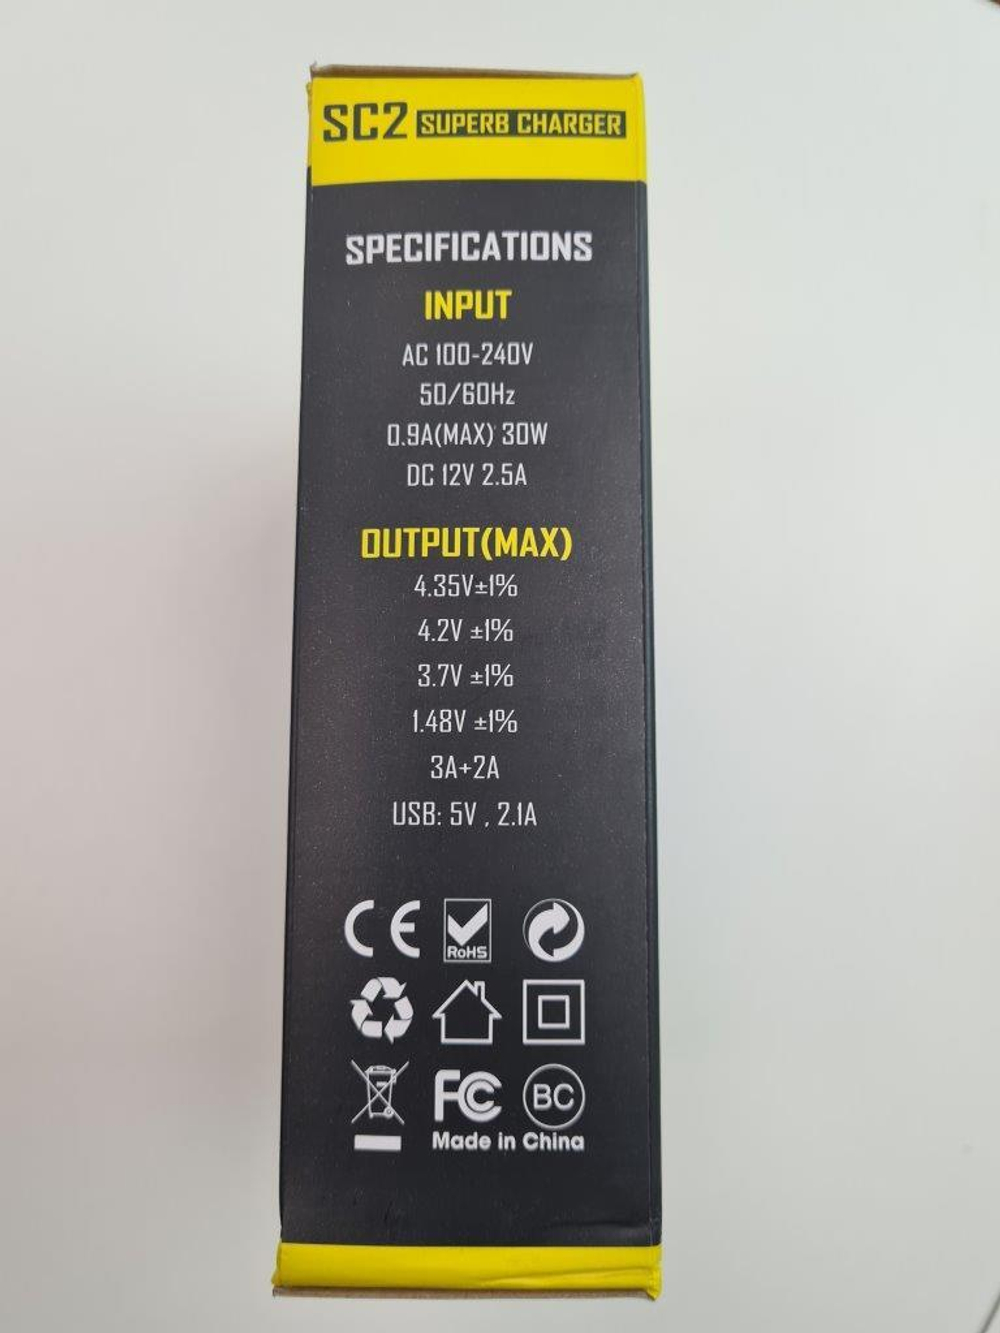 SC2 SUPERB CHARGER
SPECIFICATIONS
INPUT
AC 100-240V
50/60Hz
0.9A(MAX) 30W
DC 12V 2.5A
OUTPUT(MAX)
4.35V±1%
4.2V ±1%
3.7V ±1%
1.48V ±1%
3A+2A
USB: 5V , 2.1A
CE
RoHS
FC BC
Made in China